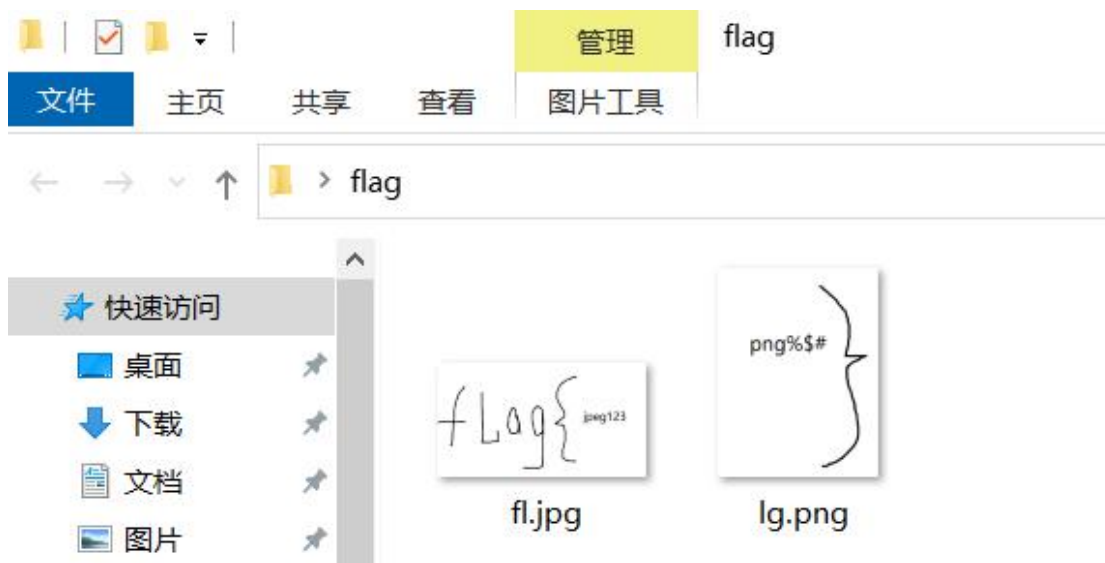 管理 flag
文件 主页 共享 查看 图片工具
flag
快速访问
桌面
下载
文档
图片
flag{ jpeg123
png%$# }
fl.jpg lg.png